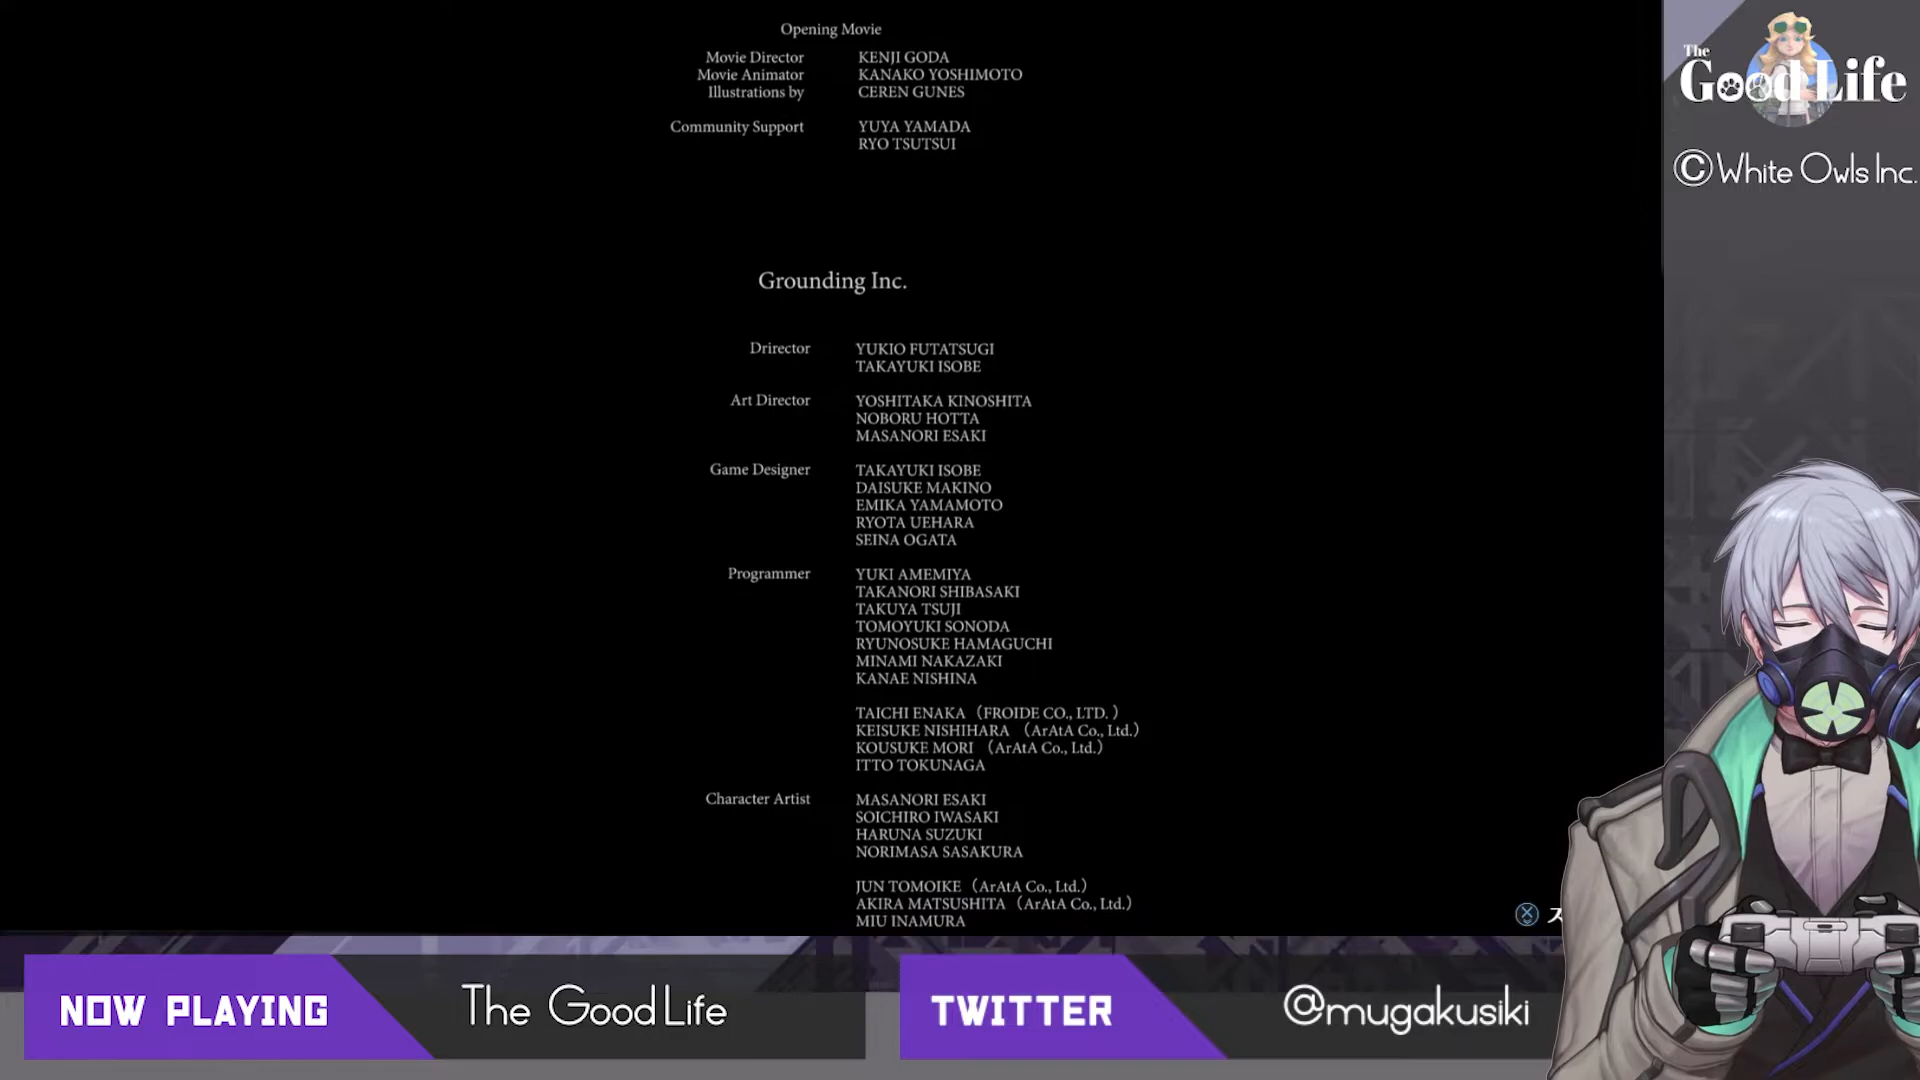 Opening Movie
Movie Director KENJI GODA
Movie Animator KANAKO YOSHIMOTO
Illustrations by CEREN GUNES
Community Support YUYA YAMADA
RYO TSUTSUI
Grounding Inc.
Drirector YUKIO FUTATSUGI
TAKAYUKI ISOBE
Art Director YOSHITAKA KINOSHITA
NOBORU HOTTA
MASANORI ESAKI
Game Designer TAKAYUKI ISOBE
DAISUKE MAKINO
EMIKA YAMAMOTO
RYOTA UEHARA
SEINA OGATA
Programmer YUKI AMEMIYA
TAKANORI SHIBASAKI
TAKUYA TSUJI
TOMOYUKI SONODA
RYUNOSUKE HAMAGUCHI
MINAMI NAKAZAKI
KANAE NISHINA
TAICHI ENAKA（FROIDE CO., LTD.）
KEISUKE NISHIHARA （ArAtA Co., Ltd.）
KOUSUKE MORI （ArAtA Co., Ltd.）
ITTO TOKUNAGA
Character Artist MASANORI ESAKI
SOICHIRO IWASAKI
HARUNA SUZUKI
NORIMASA SASAKURA
JUN TOMOIKE（ArAtA Co., Ltd.）
AKIRA MATSUSHITA（ArAtA Co., Ltd.）
MIU INAMURA
The
Good Life
©White Owls Inc.
NOW PLAYING The Good Life
TWITTER @mugakusiki